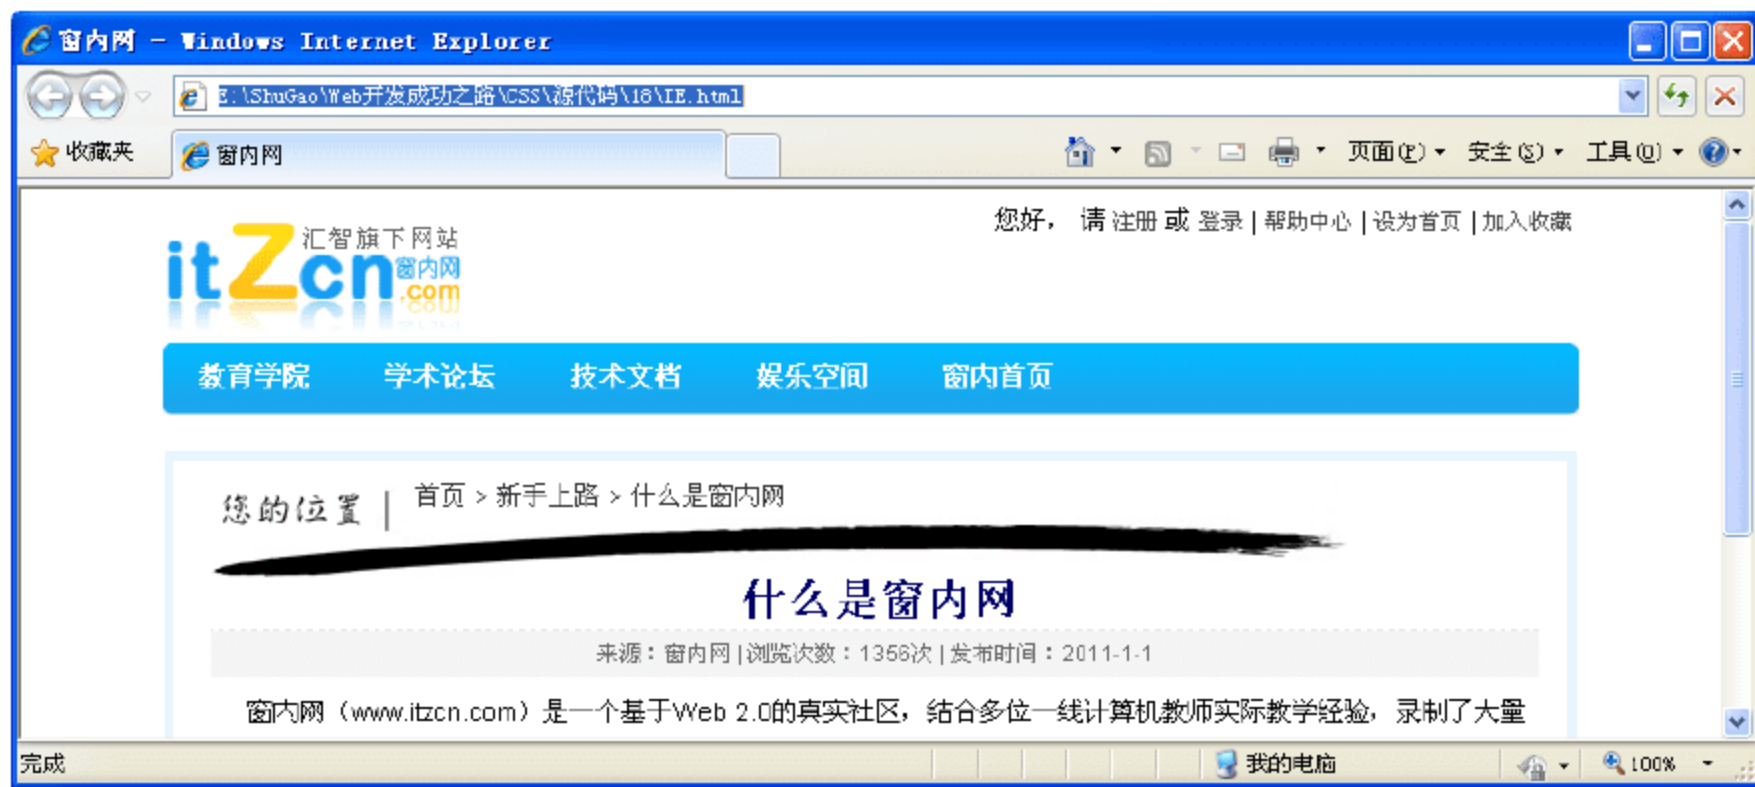 窗内网 - Windows Internet Explorer
E:\ShuGao\Web开发成功之路\CSS\源代码\18\IE.html
收藏夹 窗内网 页面(P) 安全(S) 工具(O)
您好， 请 注册 或 登录 | 帮助中心 | 设为首页 | 加入收藏
汇智旗下网站
itZcn窗内网
.com
教育学院 学术论坛 技术文档 娱乐空间 窗内首页
您的位置 | 首页 > 新手上路 > 什么是窗内网
什么是窗内网
来源：窗内网 | 浏览次数：1356次 | 发布时间：2011-1-1
窗内网（www.itzcn.com）是一个基于Web 2.0的真实社区，结合多位一线计算机教师实际教学经验，录制了大量
完成 我的电脑 100%